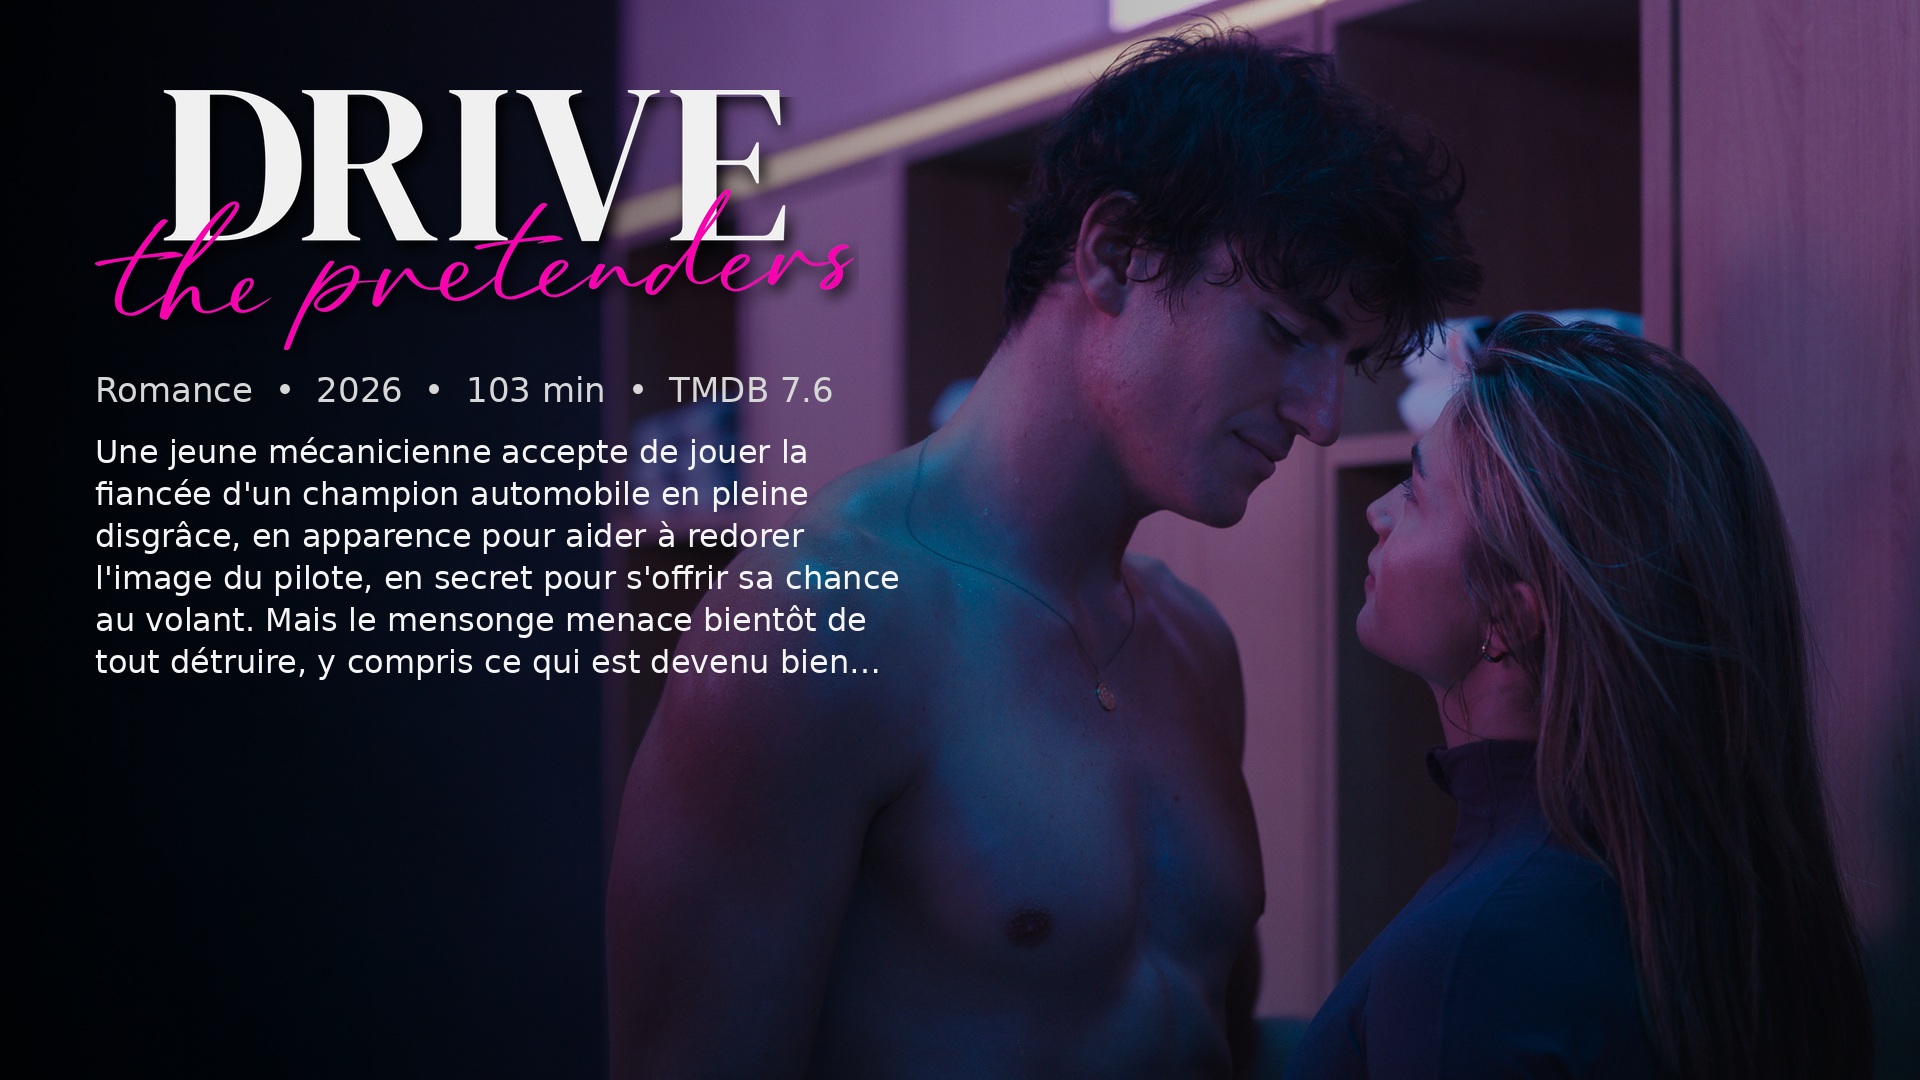 DRIVE
the pretenders
Romance • 2026 • 103 min • TMDB 7.6
Une jeune mécanicienne accepte de jouer la
fiancée d'un champion automobile en pleine
disgrâce, en apparence pour aider à redorer
l'image du pilote, en secret pour s'offrir sa chance
au volant. Mais le mensonge menace bientôt de
tout détruire, y compris ce qui est devenu bien...